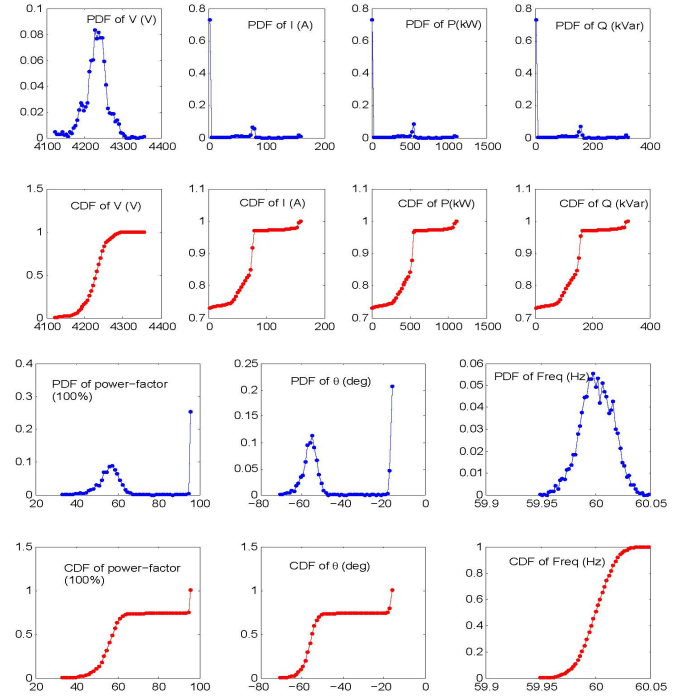 PDF of V (V)
0.1
0.08
0.06
0.04
0.02
0
4100 4200 4300 4400
PDF of I (A)
0.8
0.6
0.4
0.2
0
0 100 200
PDF of P(kW)
0.8
0.6
0.4
0.2
0
0 500 1000 1500
PDF of Q (kVar)
0.8
0.6
0.4
0.2
0
0 200 400
CDF of V (V)
1.5
1
0.5
0
4100 4200 4300 4400
CDF of I (A)
1.1
1
0.9
0.8
0.7
0 100 200
CDF of P(kW)
1.1
1
0.9
0.8
0.7
0 500 1000 1500
CDF of Q (kVar)
1.1
1
0.9
0.8
0.7
0 200 400
PDF of power-factor
(100%)
0.4
0.3
0.2
0.1
0
20 40 60 80 100
PDF of θ (deg)
0.25
0.2
0.15
0.1
0.05
0
-80 -60 -40 -20 0
PDF of Freq (Hz)
0.06
0.05
0.04
0.03
0.02
0.01
0
59.9 59.95 60 60.05
CDF of power-factor
(100%)
1.5
1
0.5
0
20 40 60 80 100
CDF of θ (deg)
1.5
1
0.5
0
-80 -60 -40 -20 0
CDF of Freq (Hz)
1
0.8
0.6
0.4
0.2
0
59.9 59.95 60 60.05